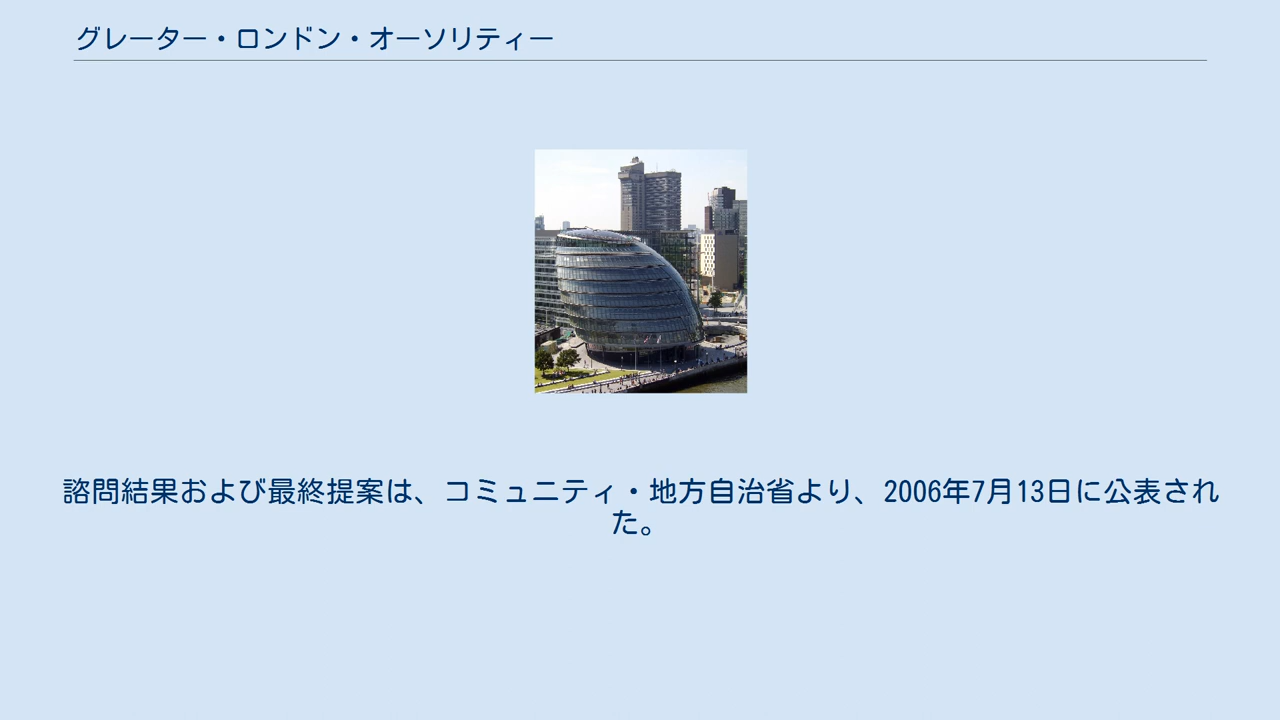 グレーター・ロンドン・オーソリティー
諮問結果および最終提案は、コミュニティ・地方自治省より、2006年7月13日に公表され
た。